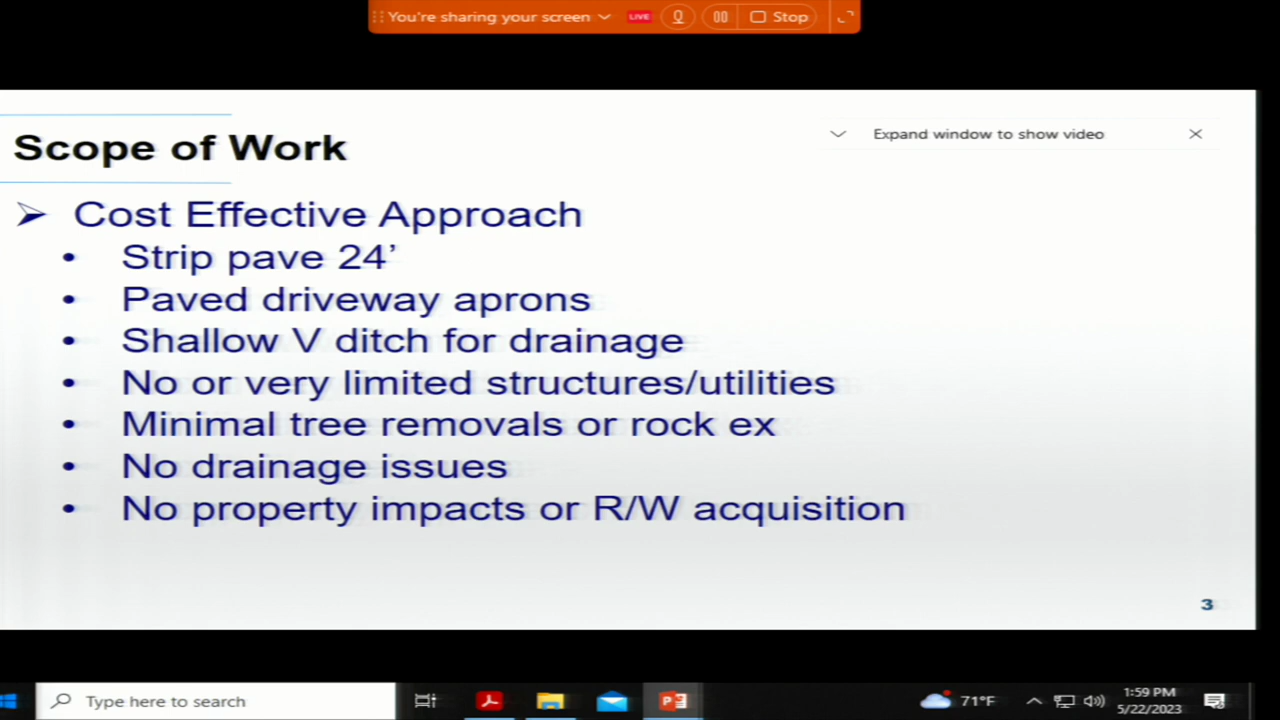 You're sharing your screen
LIVE
Stop
Expand window to show video
Scope of Work
➢ Cost Effective Approach
• Strip pave 24’
• Paved driveway aprons
• Shallow V ditch for drainage
• No or very limited structures/utilities
• Minimal tree removals or rock ex
• No drainage issues
• No property impacts or R/W acquisition
3
Type here to search
71°F
1:59 PM
5/22/2023